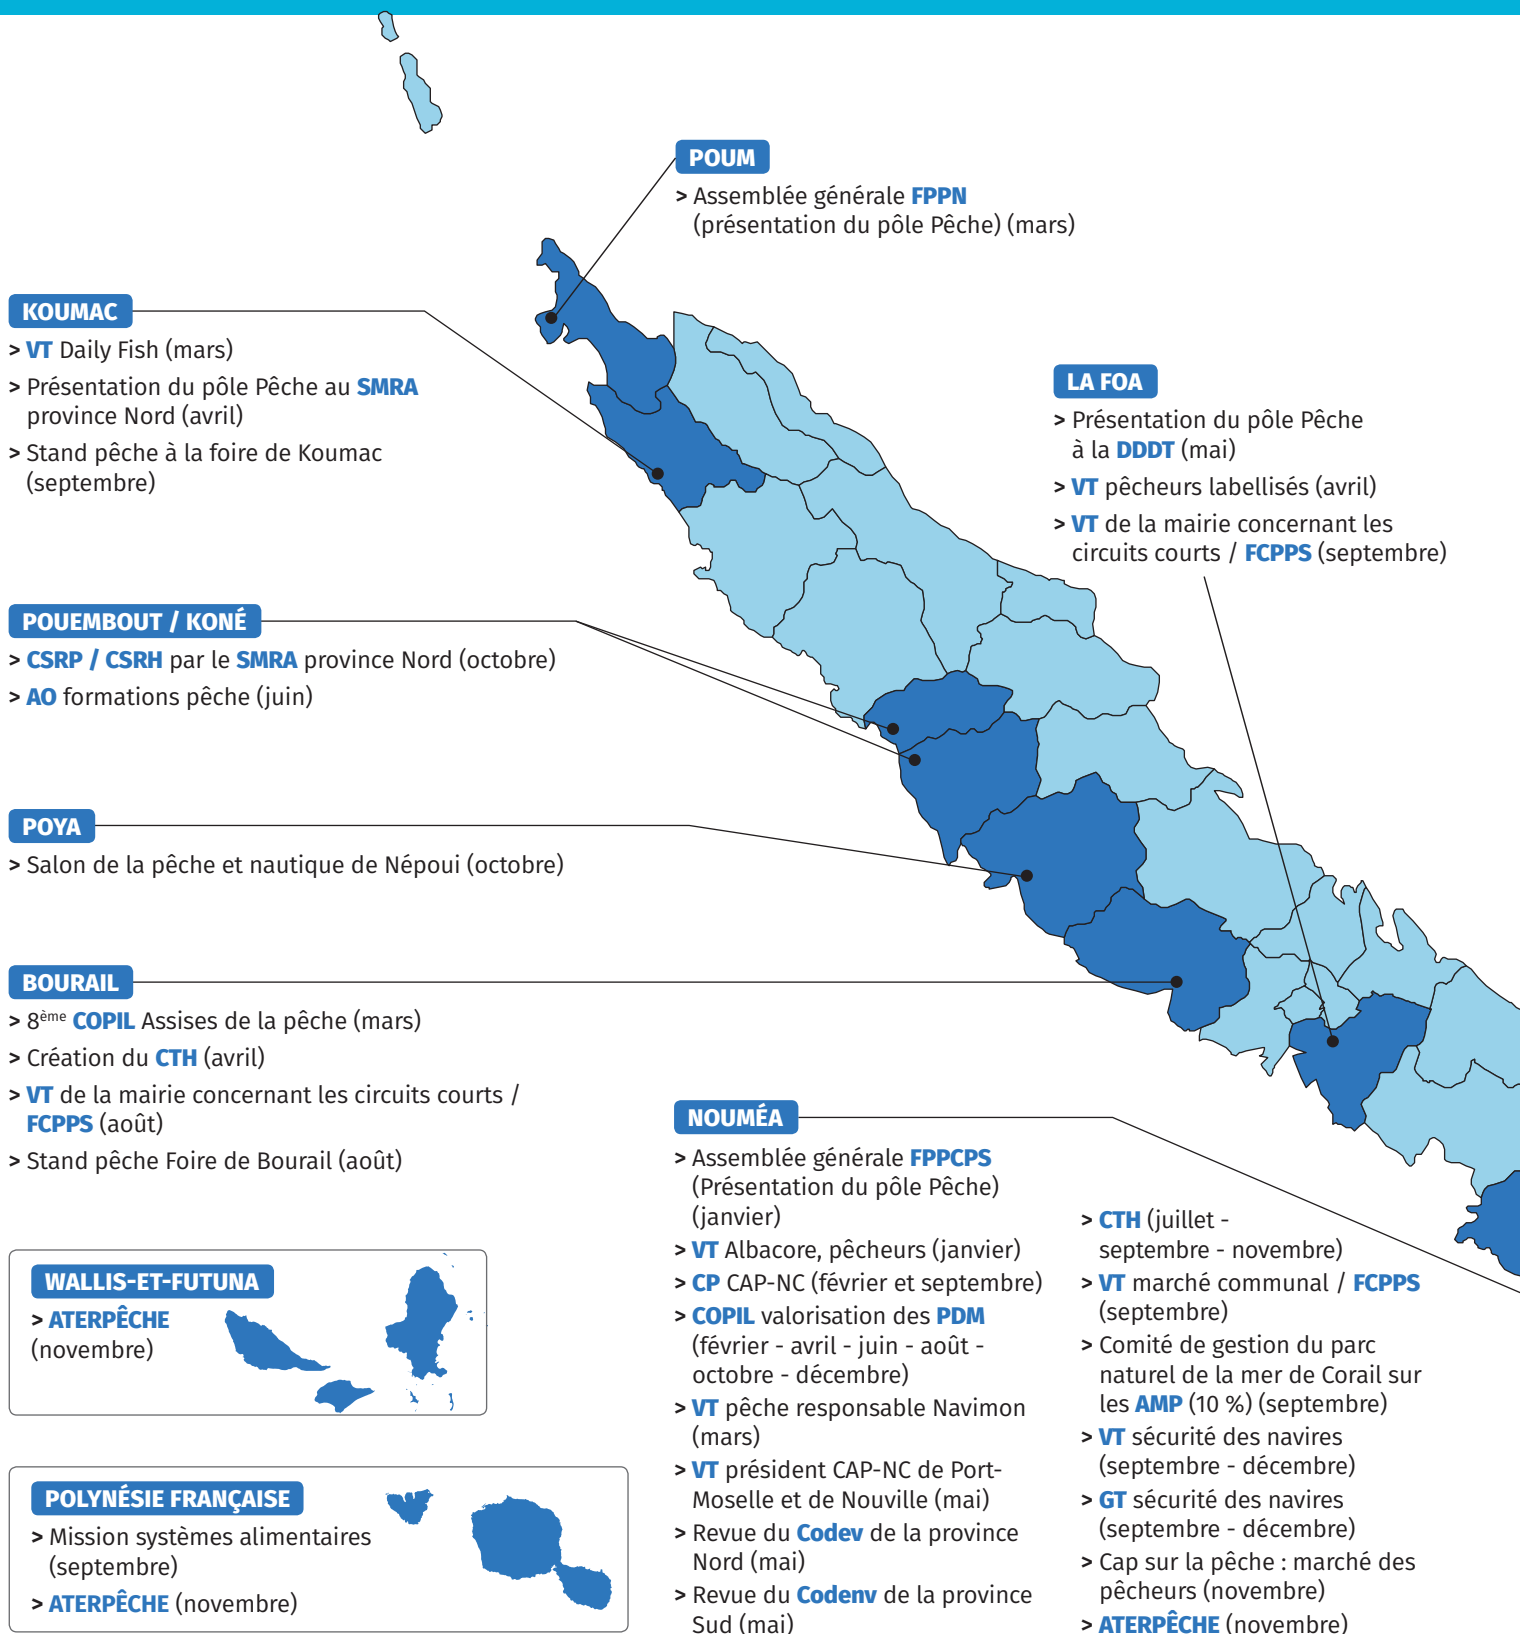 POUM
> Assemblée générale FPPN
(présentation du pôle Pêche) (mars)
KOUMAC
> VT Daily Fish (mars)
> Présentation du pôle Pêche au SMRA
province Nord (avril)
> Stand pêche à la foire de Koumac
(septembre)
LA FOA
> Présentation du pôle Pêche
à la DDDT (mai)
> VT pêcheurs labellisés (avril)
> VT de la mairie concernant les
circuits courts / FCPPS (septembre)
POUEMBOUT / KONÉ
> CSRP / CSRH par le SMRA province Nord (octobre)
> AO formations pêche (juin)
POYA
> Salon de la pêche et nautique de Népoui (octobre)
BOURAIL
> 8ème COPIL Assises de la pêche (mars)
> Création du CTH (avril)
> VT de la mairie concernant les circuits courts /
FCPPS (août)
> Stand pêche Foire de Bourail (août)
WALLIS-ET-FUTUNA
> ATERPÊCHE
(novembre)
POLYNÉSIE FRANÇAISE
> Mission systèmes alimentaires
(septembre)
> ATERPÊCHE (novembre)
NOUMÉA
> Assemblée générale FPPCPS
(Présentation du pôle Pêche)
(janvier)
> VT Albacore, pêcheurs (janvier)
> CP CAP-NC (février et septembre)
> COPIL valorisation des PDM
(février - avril - juin - août -
octobre - décembre)
> VT pêche responsable Navimon
(mars)
> VT président CAP-NC de Port-
Moselle et de Nouville (mai)
> Revue du Codev de la province
Nord (mai)
> Revue du Codenv de la province
Sud (mai)
> CTH (juillet -
septembre - novembre)
> VT marché communal / FCPPS
(septembre)
> Comité de gestion du parc
naturel de la mer de Corail sur
les AMP (10 %) (septembre)
> VT sécurité des navires
(septembre - décembre)
> GT sécurité des navires
(septembre - décembre)
> Cap sur la pêche : marché des
pêcheurs (novembre)
> ATERPÊCHE (novembre)